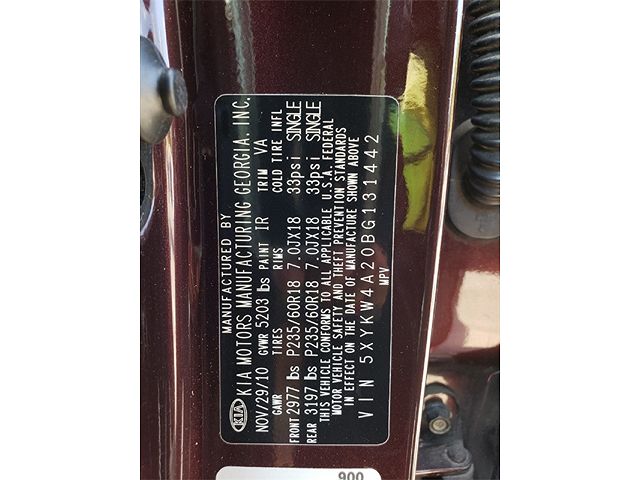 MANUFACTURED BY
KIA KIA MOTORS MANUFACTURING GEORGIA. INC.
NOV/29/10 GVWR 5203 lbs PAINT IR TRIM VA
GAWR TIRES RIMS COLD TIRE INFL
FRONT 2977 lbs P235/60R18 7.0JX18 33psi SINGLE
REAR 3197 lbs P235/60R18 7.0JX18 33psi SINGLE
THIS VEHICLE CONFORMS TO ALL APPLICABLE U.S.A. FEDERAL
MOTOR VEHICLE SAFETY AND THEFT PREVENTION STANDARDS
IN EFFECT ON THE DATE OF MANUFACTURE SHOWN ABOVE
VIN 5XYKW4A20BG131442
MPV
900